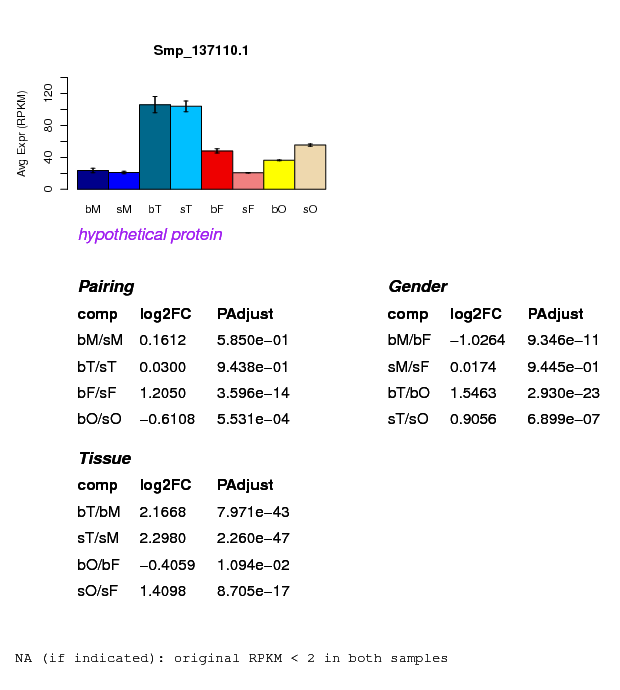 Smp_137110.1
Avg Expr (RPKM)
0 40 80 120
bM sM bT sT bF sF bO sO
hypothetical protein
Pairing
comp log2FC PAdjust
bM/sM 0.1612 5.850e−01
bT/sT 0.0300 9.438e−01
bF/sF 1.2050 3.596e−14
bO/sO −0.6108 5.531e−04
Gender
comp log2FC PAdjust
bM/bF −1.0264 9.346e−11
sM/sF 0.0174 9.445e−01
bT/bO 1.5463 2.930e−23
sT/sO 0.9056 6.899e−07
Tissue
comp log2FC PAdjust
bT/bM 2.1668 7.971e−43
sT/sM 2.2980 2.260e−47
bO/bF −0.4059 1.094e−02
sO/sF 1.4098 8.705e−17
NA (if indicated): original RPKM < 2 in both samples